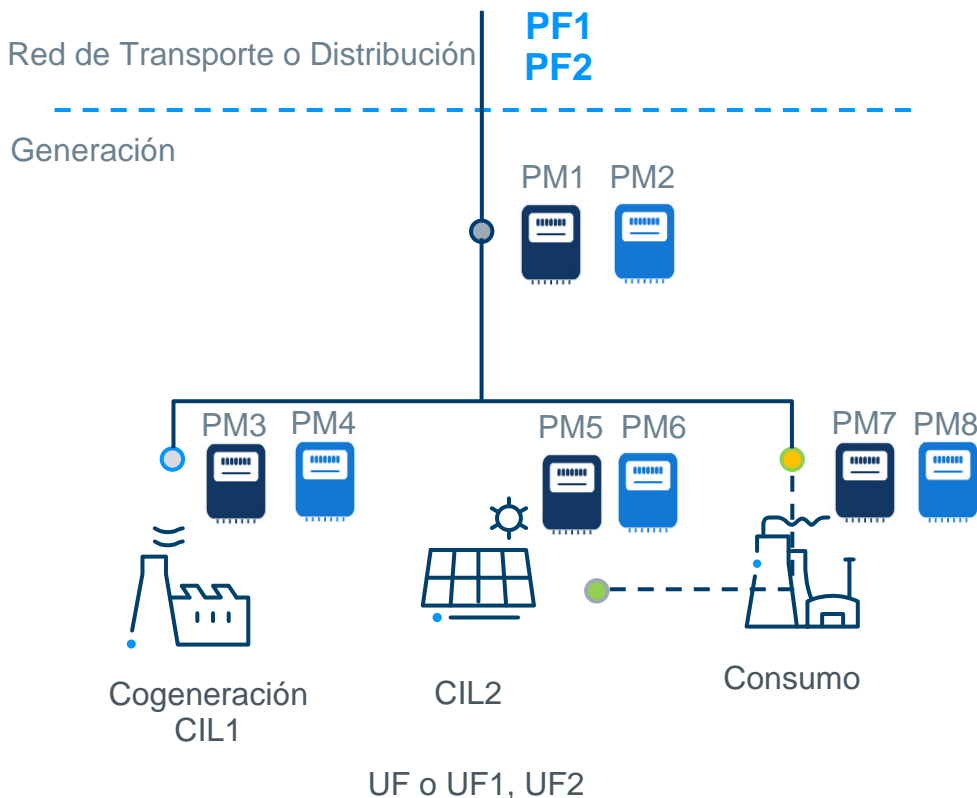 PF1
Red de Transporte o Distribución
PF2
Generación
PM1 PM2
PM3 PM4
PM5 PM6
PM7 PM8
Cogeneración
CIL1
CIL2
Consumo
UF o UF1, UF2